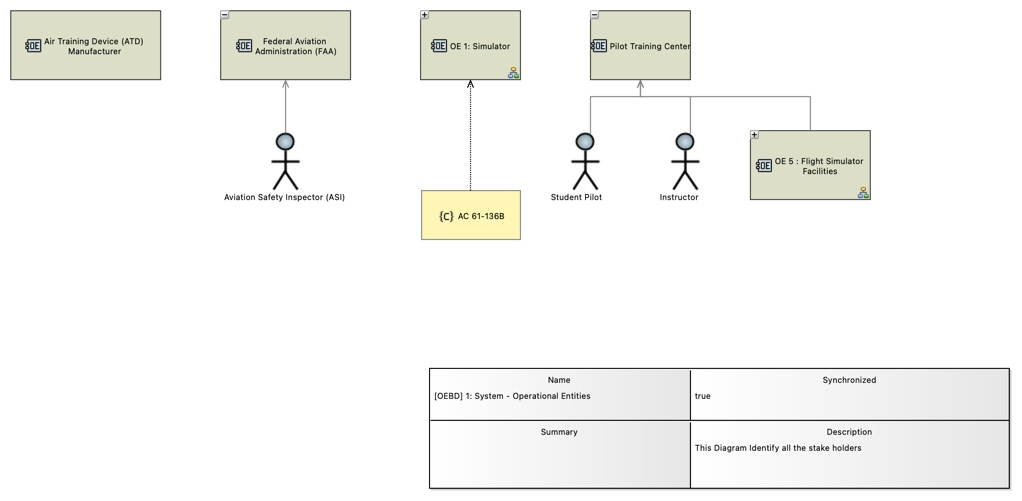 OE Air Training Device (ATD)
Manufacturer
OE Federal Aviation
Administration (FAA)
OE OE 1: Simulator
OE Pilot Training Center
OE OE 5 : Flight Simulator
Facilities
Aviation Safety Inspector (ASI)
Student Pilot
Instructor
{C} AC 61-136B
Name
[OEBD] 1: System - Operational Entities
Synchronized
true
Summary
Description
This Diagram Identify all the stake holders